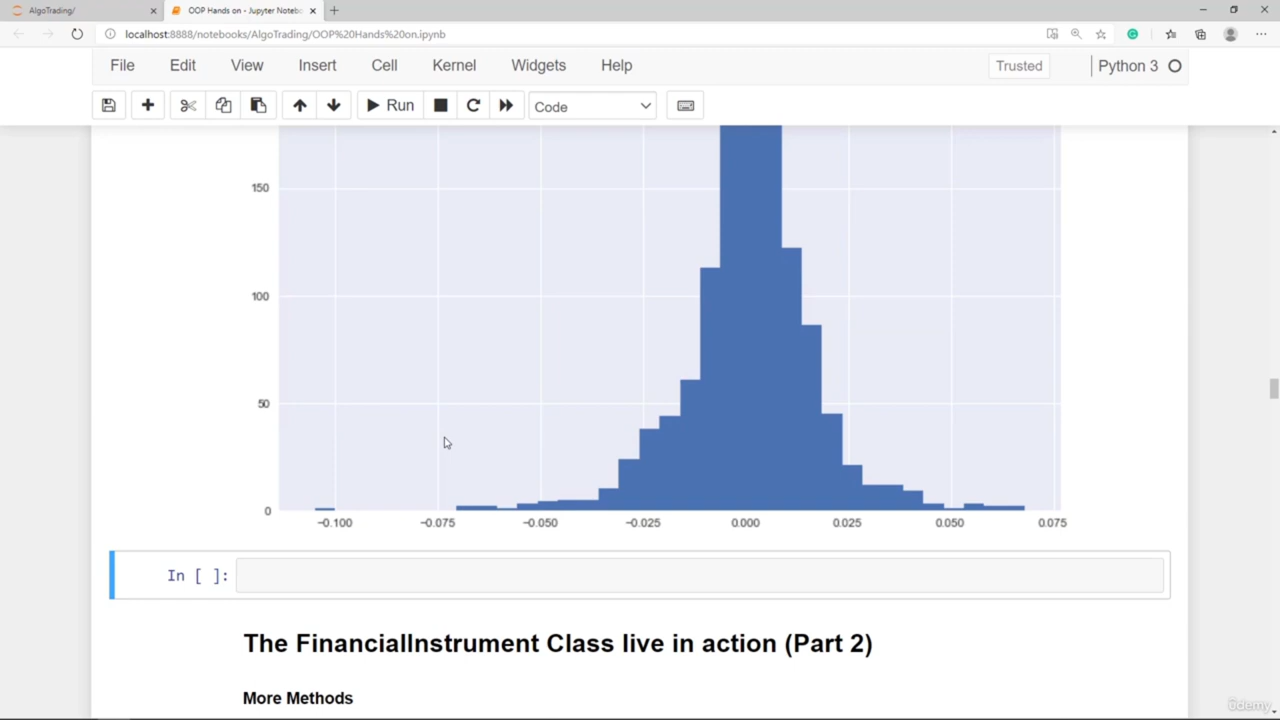 AlgoTrading/
OOP Hands on - Jupyter Notebo
localhost:8888/notebooks/AlgoTrading/OOP%20Hands%20on.ipynb
File Edit View Insert Cell Kernel Widgets Help Trusted Python 3
Run Code
150
100
50
0
−0.100 −0.075 −0.050 −0.025 0.000 0.025 0.050 0.075
In [ ]:
The FinancialInstrument Class live in action (Part 2)
More Methods
ûdemy